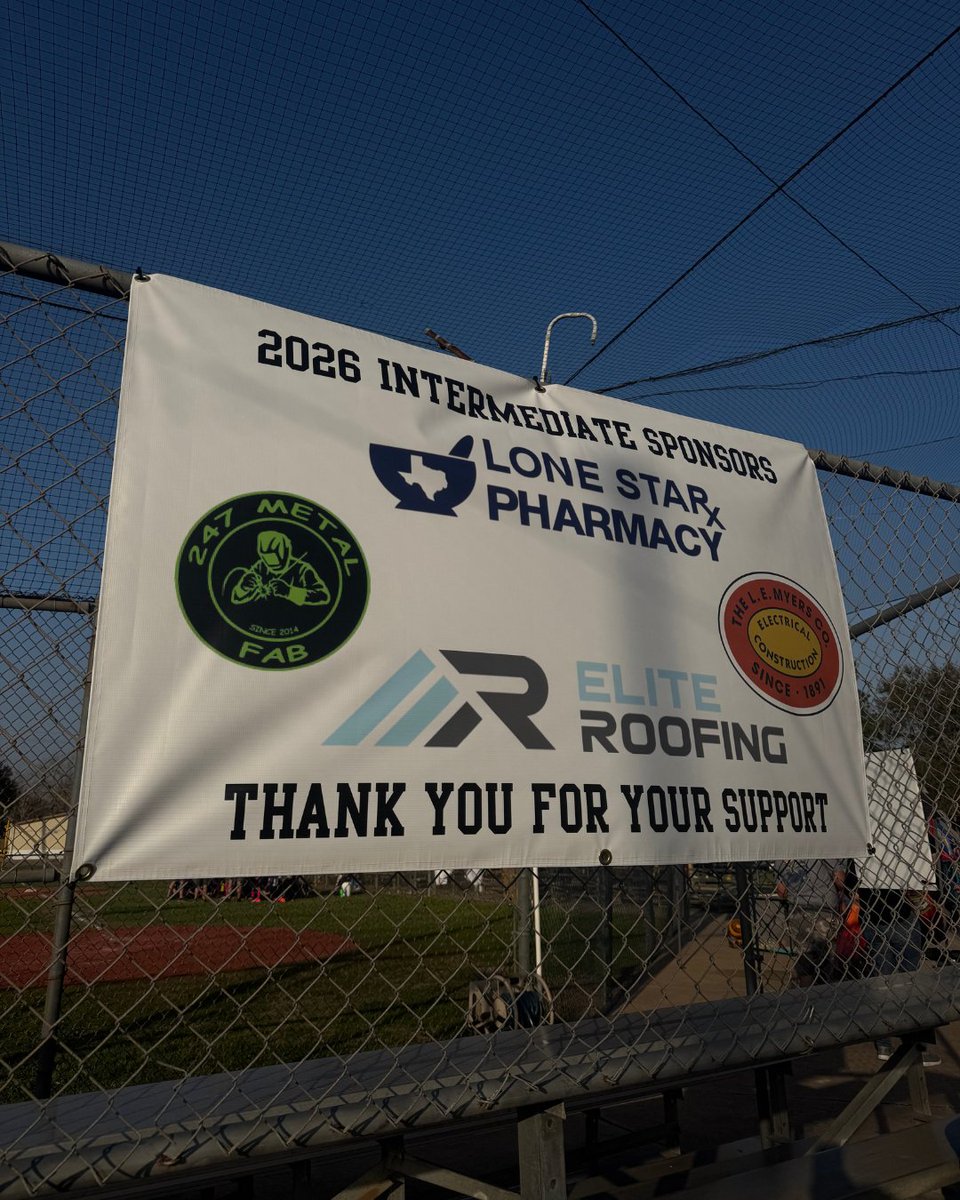 2026 INTERMEDIATE SPONSORS
LONE STARx
PHARMACY
247 METAL
SINCE 2014
FAB
THE L.E.MYERS CO.
ELECTRICAL
CONSTRUCTION
SINCE · 1891
ELITE
ROOFING
THANK YOU FOR YOUR SUPPORT